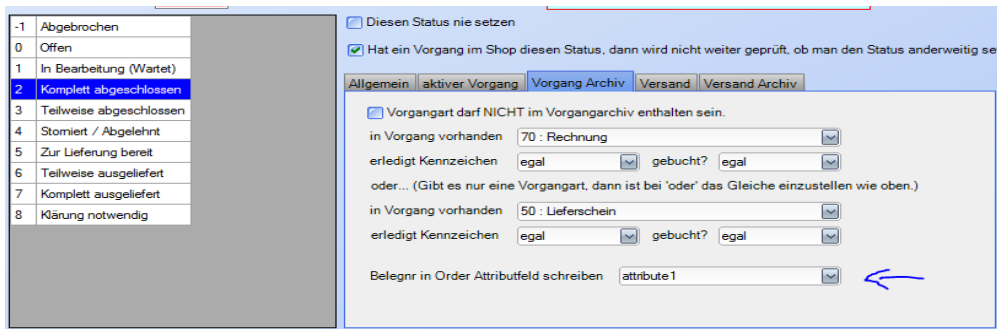 -1 Abgebrochen
0 Offen
1 In Bearbeitung (Wartet)
2 Komplett abgeschlossen
3 Teilweise abgeschlossen
4 Storniert / Abgelehnt
5 Zur Lieferung bereit
6 Teilweise ausgeliefert
7 Komplett ausgeliefert
8 Klärung notwendig
Diesen Status nie setzen
Hat ein Vorgang im Shop diesen Status, dann wird nicht weiter geprüft, ob man den Status anderweitig se
Allgemein aktiver Vorgang Vorgang Archiv Versand Versand Archiv
Vorgangart darf NICHT im Vorgangarchiv enthalten sein.
in Vorgang vorhanden 70 : Rechnung
erledigt Kennzeichen egal gebucht? egal
oder... (Gibt es nur eine Vorgangart, dann ist bei 'oder' das Gleiche einzustellen wie oben.)
in Vorgang vorhanden 50 : Lieferschein
erledigt Kennzeichen egal gebucht? egal
Belegnr in Order Attributfeld schreiben attribute1